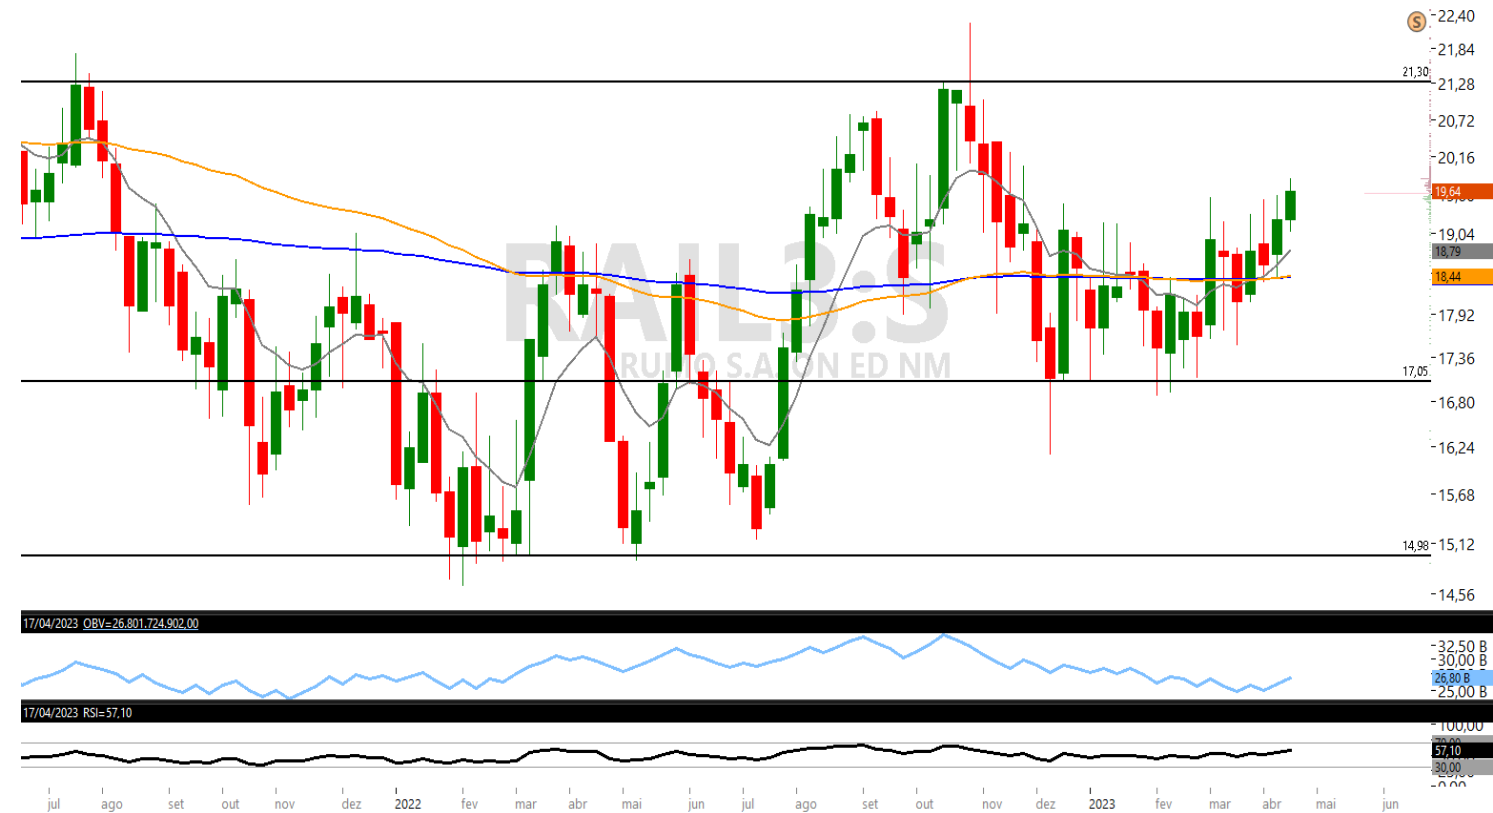 S
22,40
21,84
21,30
21,28
20,72
20,16
19,64
19,04
18,79
18,44
17,92
17,36
17,05
16,80
16,24
15,68
15,12
14,98
14,56
RAIL3:S
RUMO S.A. ON ED NM
17/04/2023 OBV=26.801.724.902,00
32,50 B
30,00 B
26,80 B
25,00 B
17/04/2023 RSI=57,10
100,00
70,00
57,10
30,00
0,00
jul ago set out nov dez 2022 fev mar abr mai jun jul ago set out nov dez 2023 fev mar abr mai jun